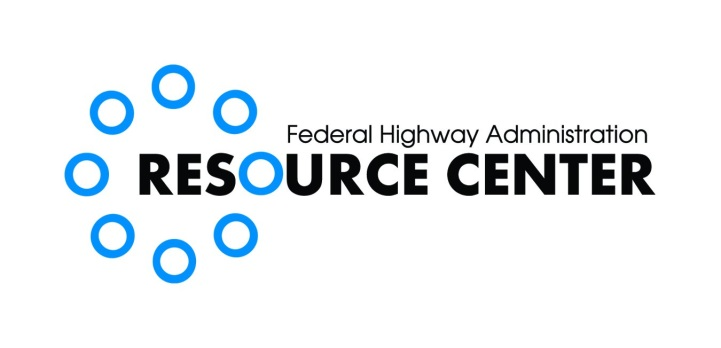 Federal Highway Administration
RESOURCE CENTER